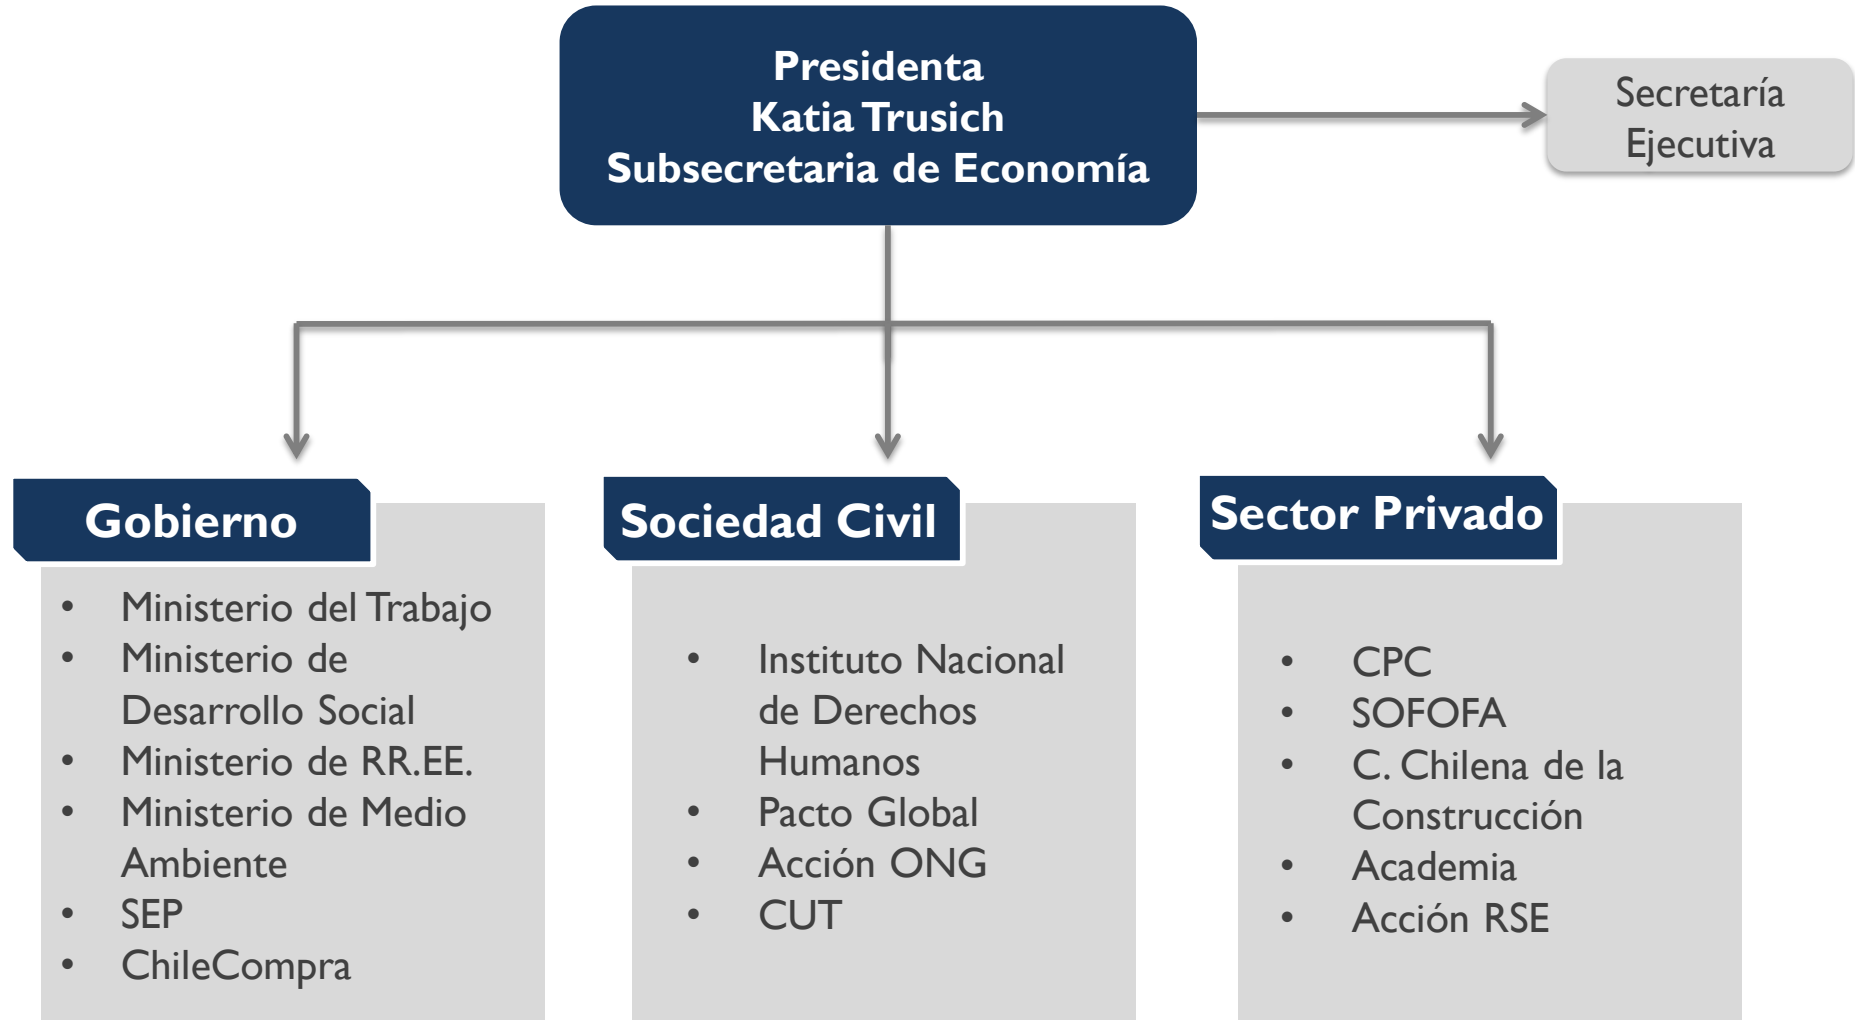 Presidenta
Katia Trusich
Subsecretaria de Economía
Secretaría
Ejecutiva
Gobierno
• Ministerio del Trabajo
• Ministerio de
Desarrollo Social
• Ministerio de RR.EE.
• Ministerio de Medio
Ambiente
• SEP
• ChileCompra
Sociedad Civil
• Instituto Nacional
de Derechos
Humanos
• Pacto Global
• Acción ONG
• CUT
Sector Privado
• CPC
• SOFOFA
• C. Chilena de la
Construcción
• Academia
• Acción RSE